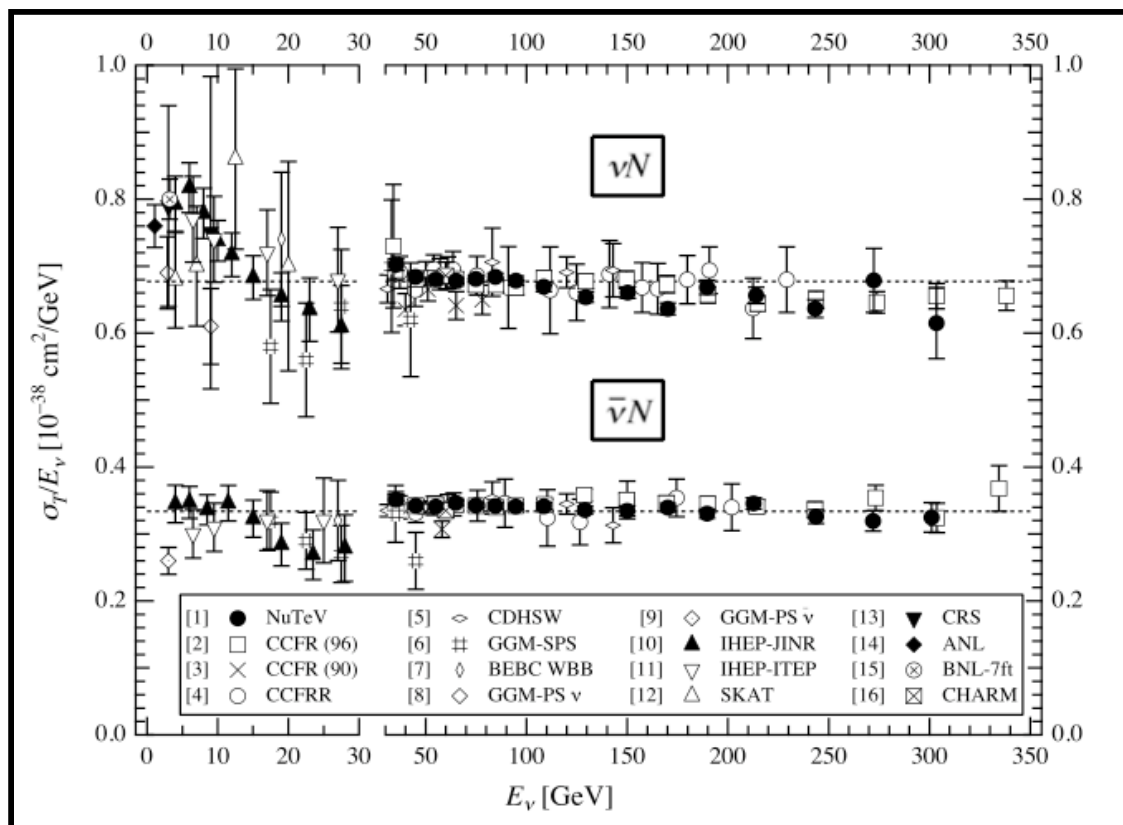 0 10 20 30 50 100 150 200 250 300 350
1.0 1.0
νN
0.8 0.8
0.6 0.6
ν̄N
0.4 0.4
0.2 0.2
0.0 0.0
σT/Eν [10⁻³⁸ cm²/GeV]
[1] NuTeV [5] CDHSW [9] GGM-PS ν̄ [13] CRS
[2] CCFR (96) [6] GGM-SPS [10] IHEP-JINR [14] ANL
[3] CCFR (90) [7] BEBC WBB [11] IHEP-ITEP [15] BNL-7ft
[4] CCFRR [8] GGM-PS ν [12] SKAT [16] CHARM
0 10 20 30 50 100 150 200 250 300 350
Eν [GeV]